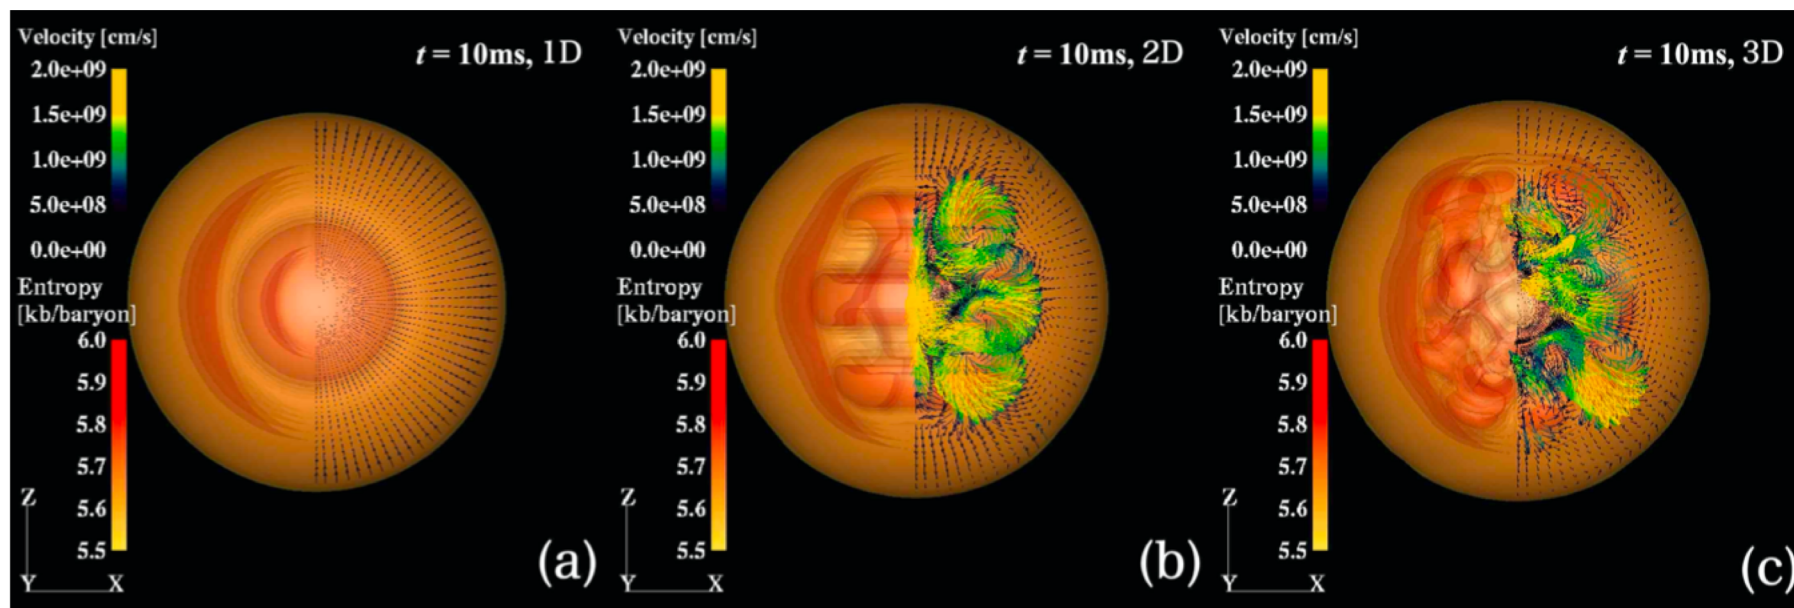 Velocity [cm/s]
t = 10ms, 1D
2.0e+09
1.5e+09
1.0e+09
5.0e+08
0.0e+00
Entropy
[kb/baryon]
6.0
5.9
5.8
5.7
5.6
5.5
Z
Y
X
(a)
Velocity [cm/s]
t = 10ms, 2D
2.0e+09
1.5e+09
1.0e+09
5.0e+08
0.0e+00
Entropy
[kb/baryon]
6.0
5.9
5.8
5.7
5.6
5.5
Z
Y
X
(b)
Velocity [cm/s]
t = 10ms, 3D
2.0e+09
1.5e+09
1.0e+09
5.0e+08
0.0e+00
Entropy
[kb/baryon]
6.0
5.9
5.8
5.7
5.6
5.5
Z
Y
X
(c)